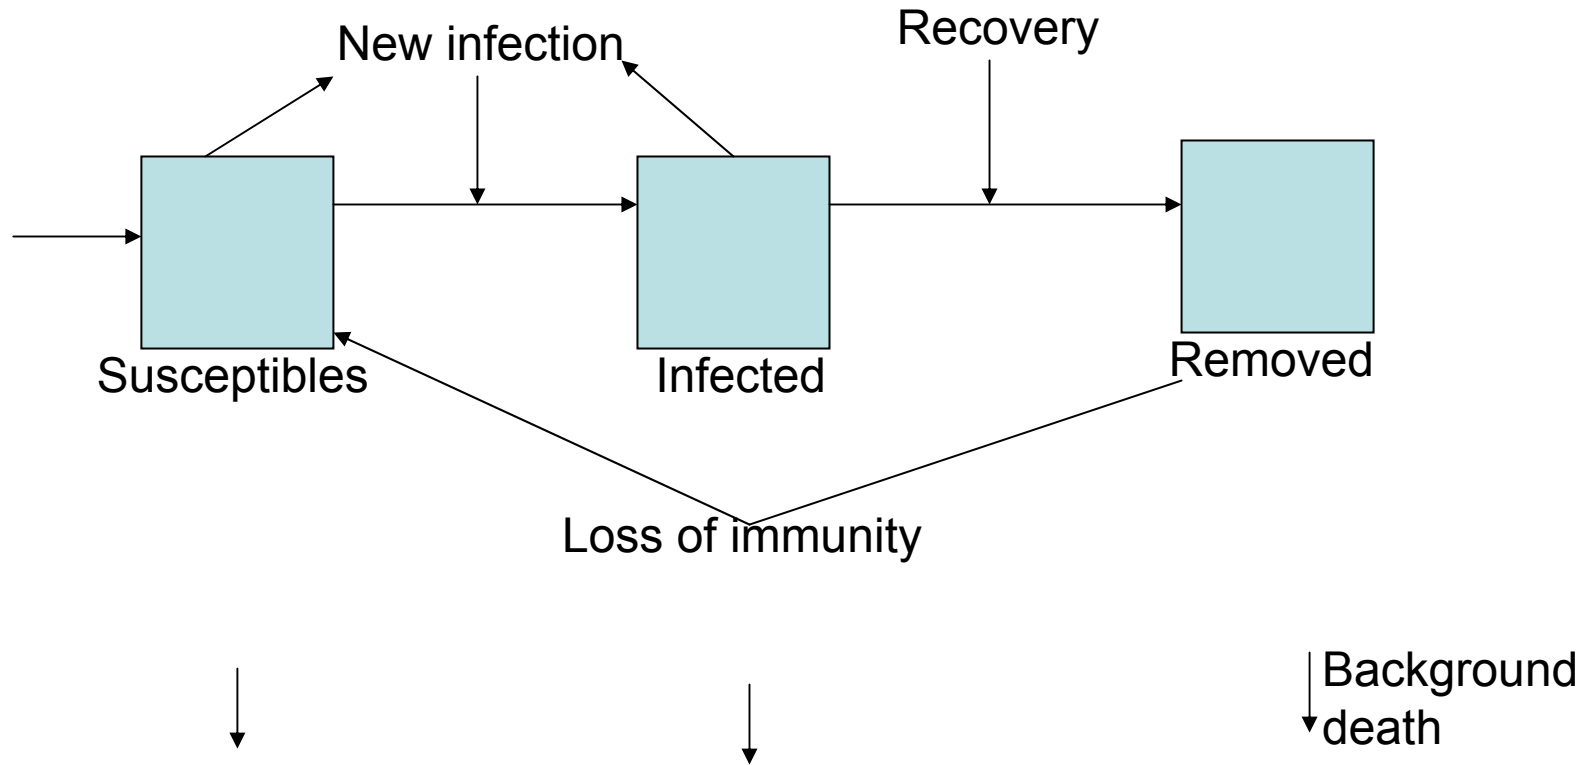 New infection
Recovery
Susceptibles
Infected
Removed
Loss of immunity
Background
death